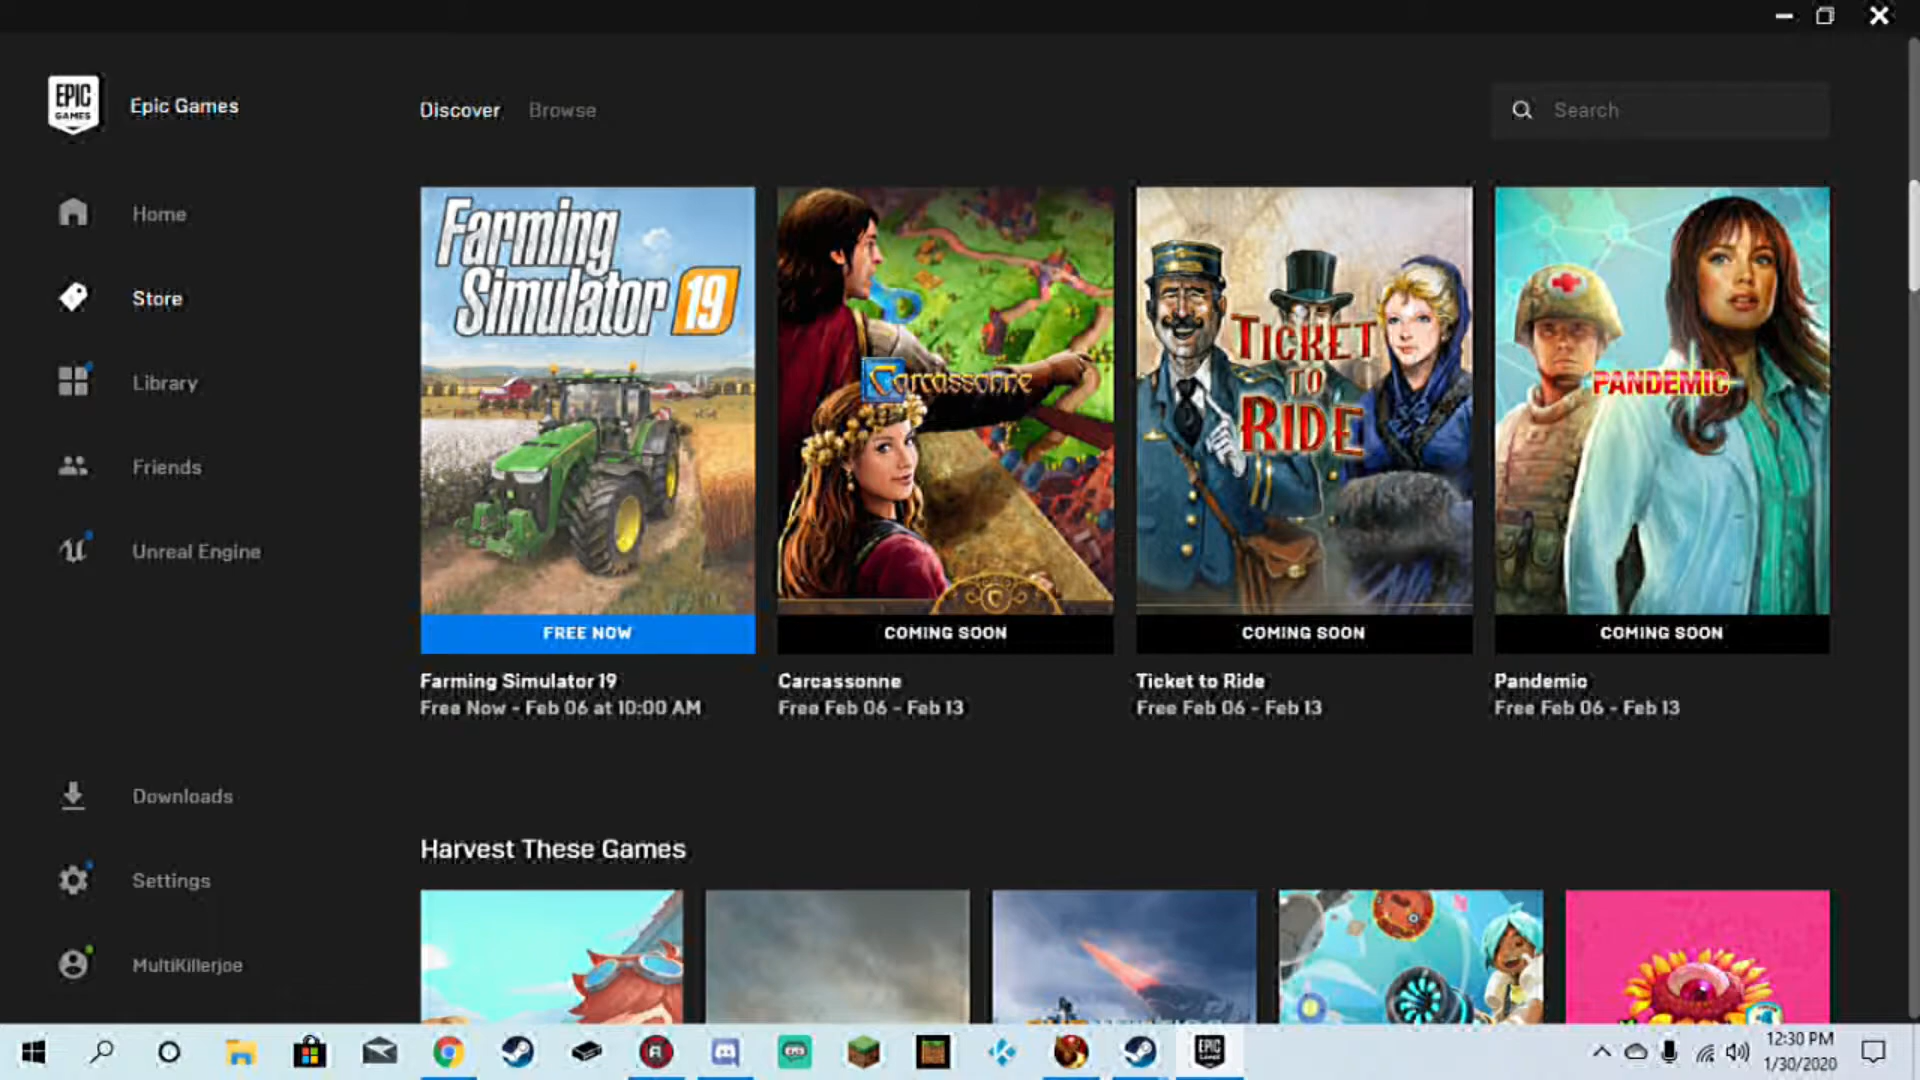 EPIC
GAMES
Epic Games
Discover
Browse
Search
Home
Store
Library
Friends
Unreal Engine
Downloads
Settings
MultiKillerjoe
Farming
Simulator 19
FREE NOW
Farming Simulator 19
Free Now - Feb 06 at 10:00 AM
Carcassonne
COMING SOON
Carcassonne
Free Feb 06 - Feb 13
TICKET
TO
RIDE
COMING SOON
Ticket to Ride
Free Feb 06 - Feb 13
PANDEMIC
COMING SOON
Pandemic
Free Feb 06 - Feb 13
Harvest These Games
EPIC
GAMES
12:30 PM
1/30/2020